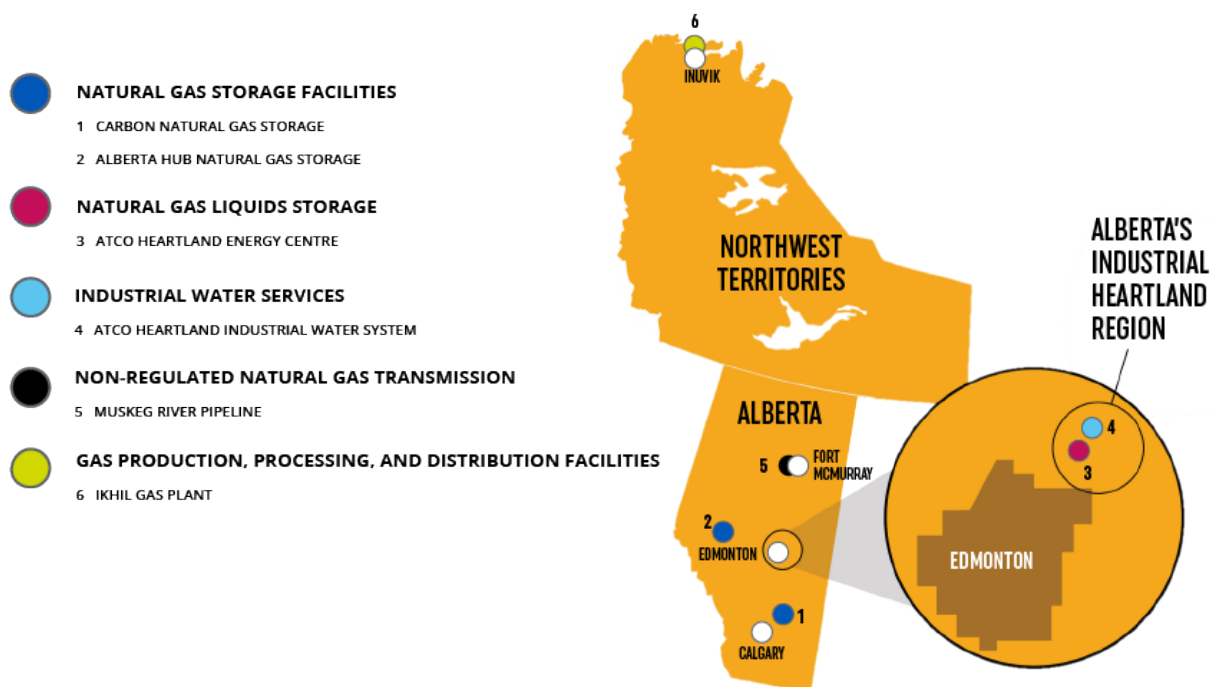 NATURAL GAS STORAGE FACILITIES
1 CARBON NATURAL GAS STORAGE
2 ALBERTA HUB NATURAL GAS STORAGE
NATURAL GAS LIQUIDS STORAGE
3 ATCO HEARTLAND ENERGY CENTRE
INDUSTRIAL WATER SERVICES
4 ATCO HEARTLAND INDUSTRIAL WATER SYSTEM
NON-REGULATED NATURAL GAS TRANSMISSION
5 MUSKEG RIVER PIPELINE
GAS PRODUCTION, PROCESSING, AND DISTRIBUTION FACILITIES
6 IKHIL GAS PLANT
6
INUVIK
NORTHWEST
TERRITORIES
ALBERTA
5
FORT
MCMURRAY
2
EDMONTON
1
CALGARY
ALBERTA'S
INDUSTRIAL
HEARTLAND
REGION
4
3
EDMONTON